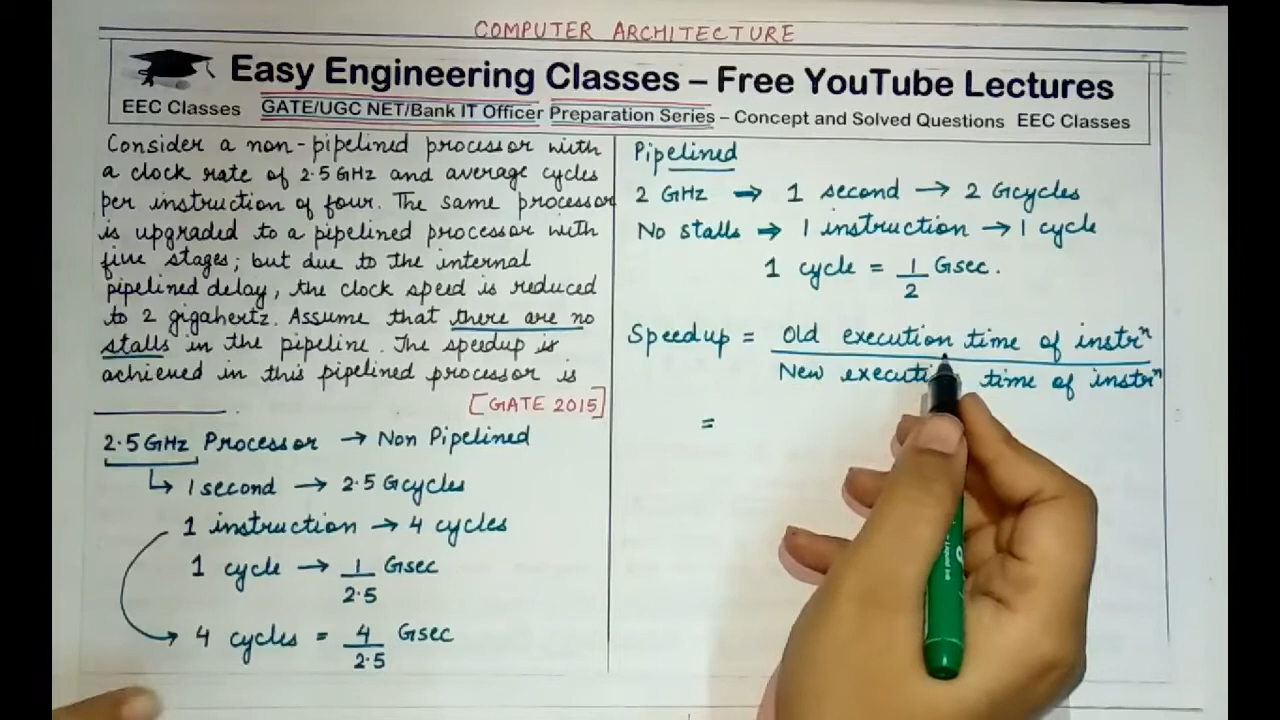 COMPUTER ARCHITECTURE
Easy Engineering Classes – Free YouTube Lectures
EEC Classes GATE/UGC NET/Bank IT Officer Preparation Series – Concept and Solved Questions EEC Classes
Consider a non-pipelined processor with
a clock rate of 2.5 GHz and average cycles
per instruction of four. The same processor
is upgraded to a pipelined processor with
five stages; but due to the internal
pipelined delay, the clock speed is reduced
to 2 gigahertz. Assume that there are no
stalls in the pipeline. The speedup is
achieved in this pipelined processor is
[GATE 2015]
2.5 GHz Processor → Non Pipelined
↳ 1 second → 2.5 Gcycles
1 instruction → 4 cycles
1 cycle → 1/2.5 Gsec
→ 4 cycles = 4/2.5 Gsec
Pipelined
2 GHz → 1 second → 2 Gcycles
No stalls → 1 instruction → 1 cycle
1 cycle = 1/2 Gsec.
Speedup = Old execution time of instrⁿ
New executi time of instrⁿ
=